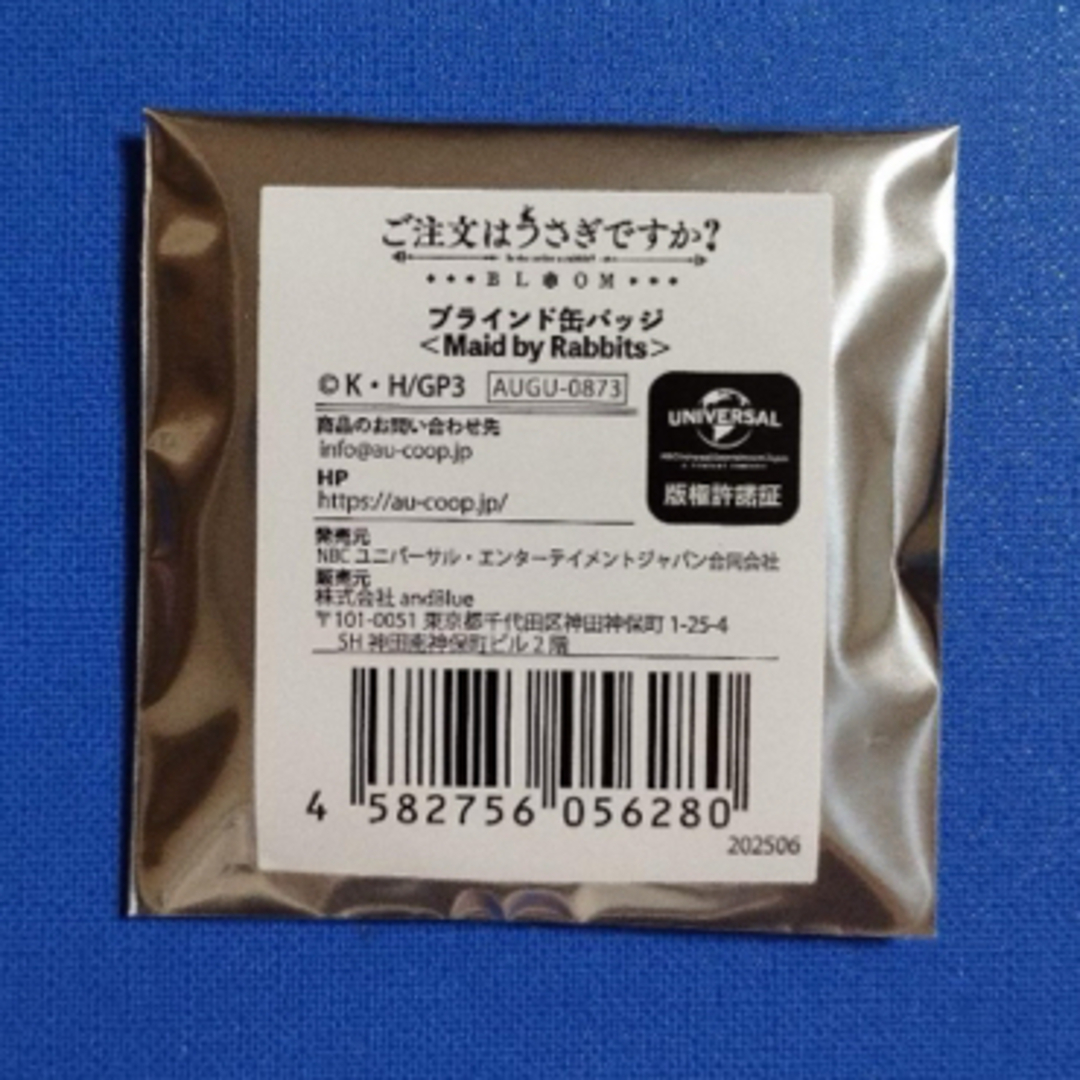 ご注文はうさぎですか?
Is the order a rabbit?
BLOOM
ブラインド缶バッジ
<Maid by Rabbits>
©K・H/GP3 AUGU-0873
商品のお問い合わせ先
info@au-coop.jp
HP
https://au-coop.jp/
UNIVERSAL
版権許諾証
発売元
NBC ユニバーサル・エンターテイメントジャパン合同会社
販売元
株式会社 andBlue
〒101-0051 東京都千代田区神田神保町 1-25-4
SH 神田南神保町ビル 2 階
4 582756 056280
202506